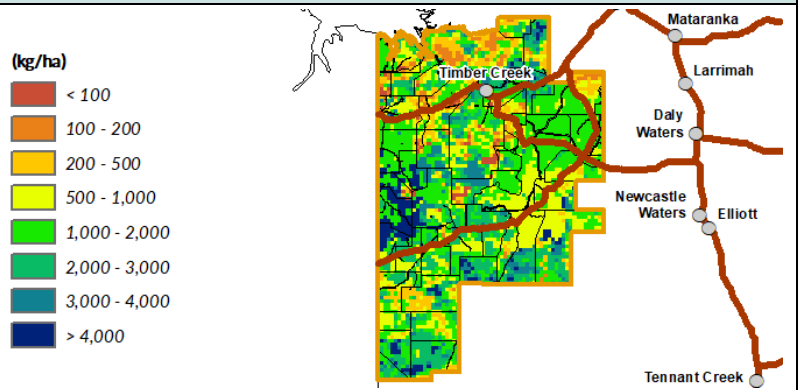 (kg/ha)
< 100
100 - 200
200 - 500
500 - 1,000
1,000 - 2,000
2,000 - 3,000
3,000 - 4,000
> 4,000
Timber Creek
Mataranka
Larrimah
Daly
Waters
Newcastle
Waters
Elliott
Tennant Creek